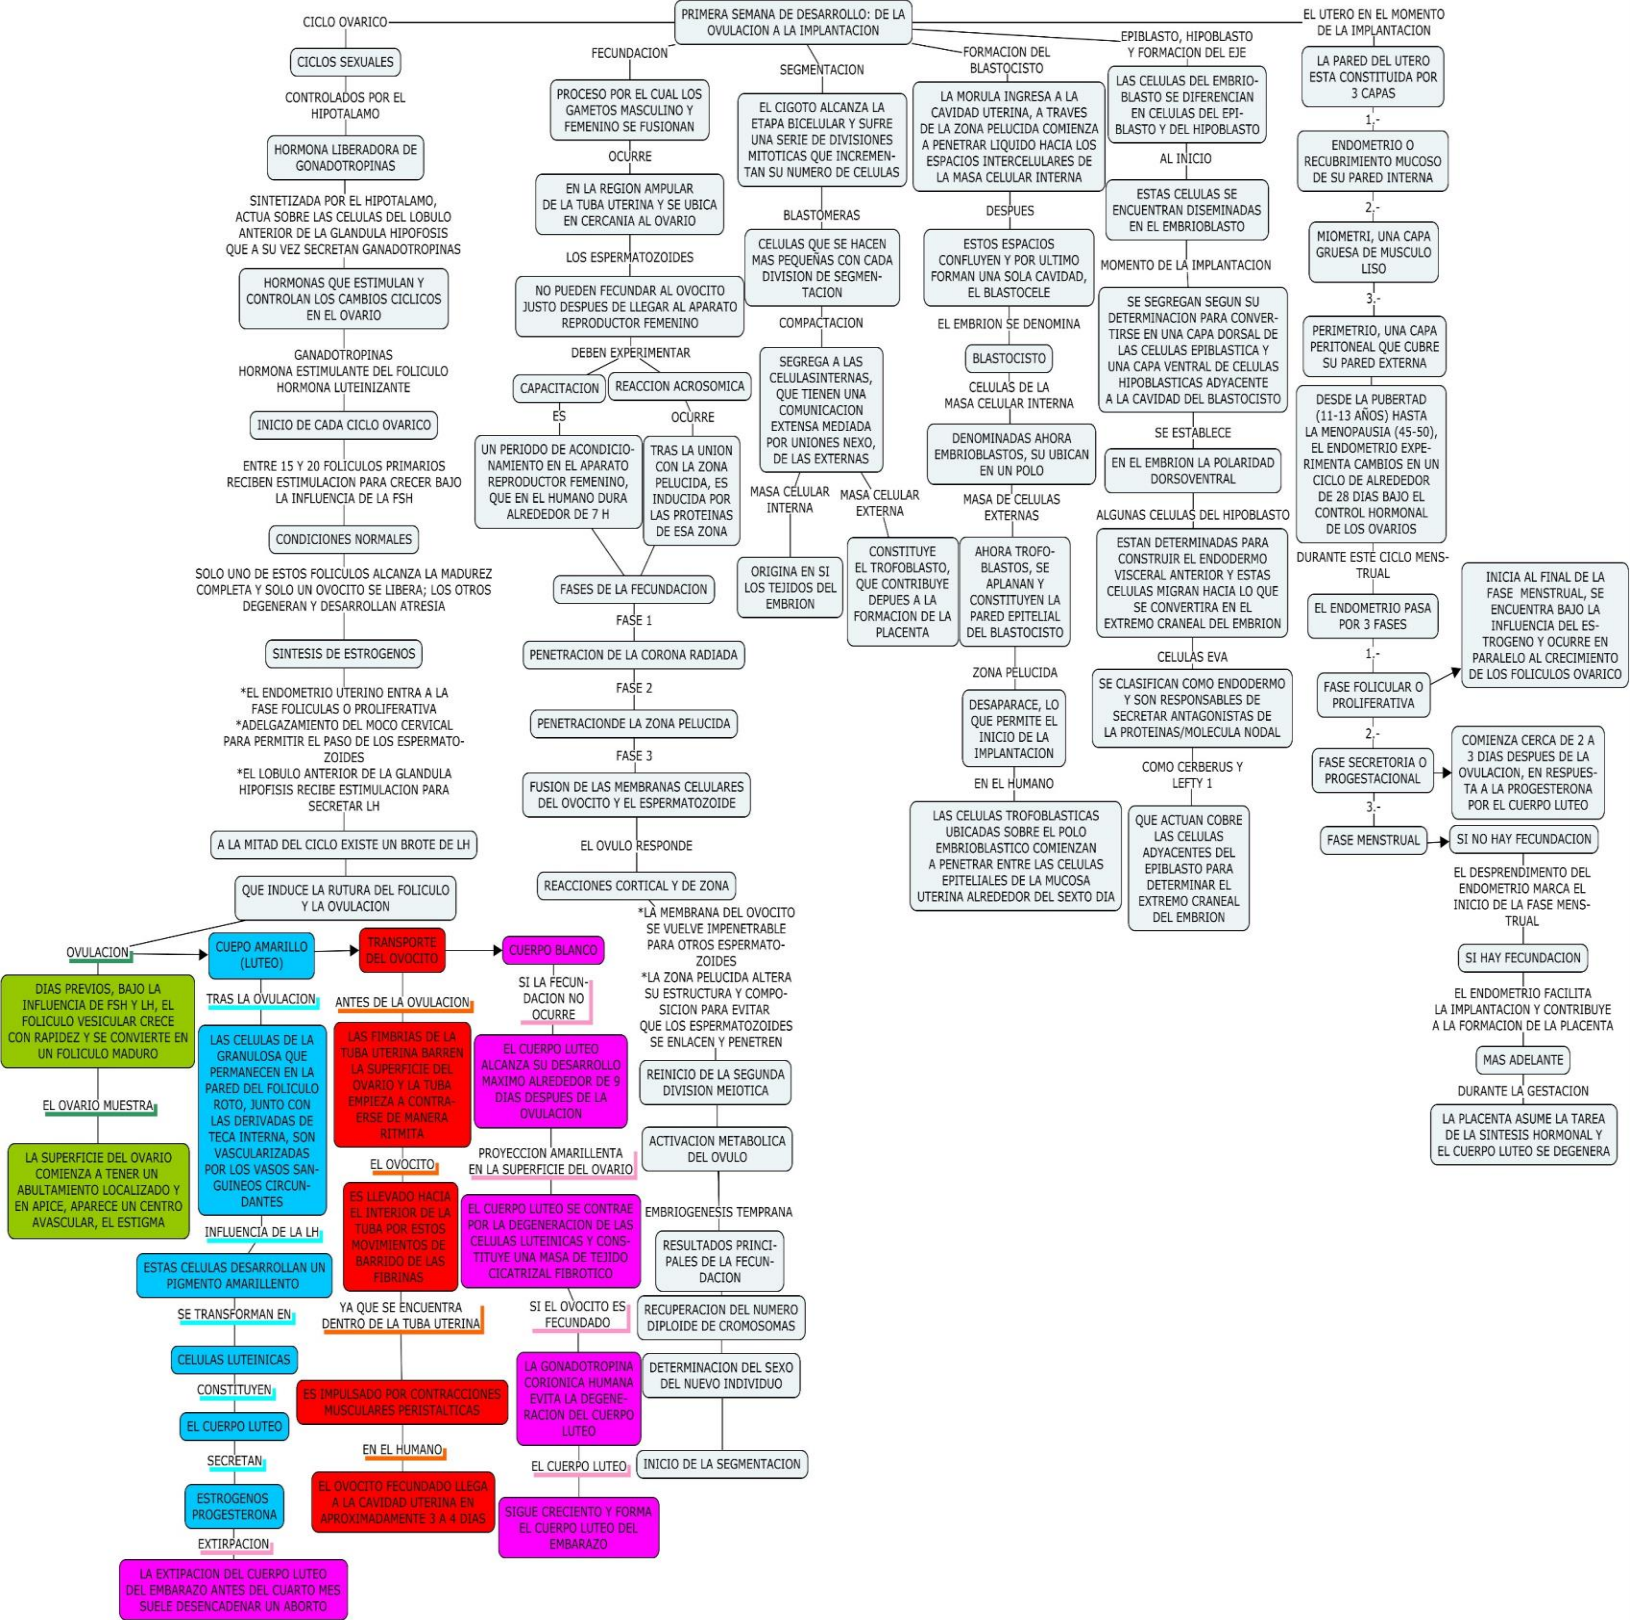 PRIMERA SEMANA DE DESARROLLO: DE LA
OVULACION A LA IMPLANTACION
CICLO OVARICO
CICLOS SEXUALES
CONTROLADOS POR EL
HIPOTALAMO
HORMONA LIBERADORA DE
GONADOTROPINAS
SINTETIZADA POR EL HIPOTALAMO,
ACTUA SOBRE LAS CELULAS DEL LOBULO
ANTERIOR DE LA GLANDULA HIPOFOSIS
QUE A SU VEZ SECRETAN GANADOTROPINAS
HORMONAS QUE ESTIMULAN Y
CONTROLAN LOS CAMBIOS CICLICOS
EN EL OVARIO
GANADOTROPINAS
HORMONA ESTIMULANTE DEL FOLICULO
HORMONA LUTEINIZANTE
INICIO DE CADA CICLO OVARICO
ENTRE 15 Y 20 FOLICULOS PRIMARIOS
RECIBEN ESTIMULACION PARA CRECER BAJO
LA INFLUENCIA DE LA FSH
CONDICIONES NORMALES
SOLO UNO DE ESTOS FOLICULOS ALCANZA LA MADUREZ
COMPLETA Y SOLO UN OVOCITO SE LIBERA; LOS OTROS
DEGENERAN Y DESARROLLAN ATRESIA
SINTESIS DE ESTROGENOS
*EL ENDOMETRIO UTERINO ENTRA A LA
FASE FOLICULAS O PROLIFERATIVA
*ADELGAZAMIENTO DEL MOCO CERVICAL
PARA PERMITIR EL PASO DE LOS ESPERMATO-
ZOIDES
*EL LOBULO ANTERIOR DE LA GLANDULA
HIPOFISIS RECIBE ESTIMULACION PARA
SECRETAR LH
A LA MITAD DEL CICLO EXISTE UN BROTE DE LH
QUE INDUCE LA RUTURA DEL FOLICULO
Y LA OVULACION
OVULACION
DIAS PREVIOS, BAJO LA
INFLUENCIA DE FSH Y LH, EL
FOLICULO VESICULAR CRECE
CON RAPIDEZ Y SE CONVIERTE EN
UN FOLICULO MADURO
EL OVARIO MUESTRA
LA SUPERFICIE DEL OVARIO
COMIENZA A TENER UN
ABULTAMIENTO LOCALIZADO Y
EN APICE, APARECE UN CENTRO
AVASCULAR, EL ESTIGMA
CUEPO AMARILLO
(LUTEO)
TRAS LA OVULACION
LAS CELULAS DE LA
GRANULOSA QUE
PERMANECEN EN LA
PARED DEL FOLICULO
ROTO, JUNTO CON
LAS DERIVADAS DE
TECA INTERNA, SON
VASCULARIZADAS
POR LOS VASOS SAN-
GUINEOS CIRCUN-
DANTES
INFLUENCIA DE LA LH
ESTAS CELULAS DESARROLLAN UN
PIGMENTO AMARILLENTO
SE TRANSFORMAN EN
CELULAS LUTEINICAS
CONSTITUYEN
EL CUERPO LUTEO
SECRETAN
ESTROGENOS
PROGESTERONA
EXTIRPACION
LA EXTIPACION DEL CUERPO LUTEO
DEL EMBARAZO ANTES DEL CUARTO MES
SUELE DESENCADENAR UN ABORTO
TRANSPORTE
DEL OVOCITO
ANTES DE LA OVULACION
LAS FIMBRIAS DE LA
TUBA UTERINA BARREN
LA SUPERFICIE DEL
OVARIO Y LA TUBA
EMPIEZA A CONTRA-
ERSE DE MANERA
RITMITA
EL OVOCITO
ES LLEVADO HACIA
EL INTERIOR DE LA
TUBA POR ESTOS
MOVIMIENTOS DE
BARRIDO DE LAS
FIBRINAS
YA QUE SE ENCUENTRA
DENTRO DE LA TUBA UTERINA
ES IMPULSADO POR CONTRACCIONES
MUSCULARES PERISTALTICAS
EN EL HUMANO
EL OVOCITO FECUNDADO LLEGA
A LA CAVIDAD UTERINA EN
APROXIMADAMENTE 3 A 4 DIAS
CUERPO BLANCO
SI LA FECUN-
DACION NO
OCURRE
EL CUERPO LUTEO
ALCANZA SU DESARROLLO
MAXIMO ALREDEDOR DE 9
DIAS DESPUES DE LA
OVULACION
PROYECCION AMARILLENTA
EN LA SUPERFICIE DEL OVARIO
EL CUERPO LUTEO SE CONTRAE
POR LA DEGENERACION DE LAS
CELULAS LUTEINICAS Y CONS-
TITUYE UNA MASA DE TEJIDO
CICATRIZAL FIBROTICO
SI EL OVOCITO ES
FECUNDADO
LA GONADOTROPINA
CORIONICA HUMANA
EVITA LA DEGENE-
RACION DEL CUERPO
LUTEO
EL CUERPO LUTEO
SIGUE CRECIENTO Y FORMA
EL CUERPO LUTEO DEL
EMBARAZO
FECUNDACION
PROCESO POR EL CUAL LOS
GAMETOS MASCULINO Y
FEMENINO SE FUSIONAN
OCURRE
EN LA REGION AMPULAR
DE LA TUBA UTERINA Y SE UBICA
EN CERCANIA AL OVARIO
LOS ESPERMATOZOIDES
NO PUEDEN FECUNDAR AL OVOCITO
JUSTO DESPUES DE LLEGAR AL APARATO
REPRODUCTOR FEMENINO
DEBEN EXPERIMENTAR
CAPACITACION
ES
UN PERIODO DE ACONDICIO-
NAMIENTO EN EL APARATO
REPRODUCTOR FEMENINO,
QUE EN EL HUMANO DURA
ALREDEDOR DE 7 H
REACCION ACROSOMICA
OCURRE
TRAS LA UNION
CON LA ZONA
PELUCIDA, ES
INDUCIDA POR
LAS PROTEINAS
DE ESA ZONA
FASES DE LA FECUNDACION
FASE 1
PENETRACION DE LA CORONA RADIADA
FASE 2
PENETRACIONDE LA ZONA PELUCIDA
FASE 3
FUSION DE LAS MEMBRANAS CELULARES
DEL OVOCITO Y EL ESPERMATOZOIDE
EL OVULO RESPONDE
REACCIONES CORTICAL Y DE ZONA
*LA MEMBRANA DEL OVOCITO
SE VUELVE IMPENETRABLE
PARA OTROS ESPERMATO-
ZOIDES
*LA ZONA PELUCIDA ALTERA
SU ESTRUCTURA Y COMPO-
SICION PARA EVITAR
QUE LOS ESPERMATOZOIDES
SE ENLACEN Y PENETREN
REINICIO DE LA SEGUNDA
DIVISION MEIOTICA
ACTIVACION METABOLICA
DEL OVULO
EMBRIOGENESIS TEMPRANA
RESULTADOS PRINCI-
PALES DE LA FECUN-
DACION
RECUPERACION DEL NUMERO
DIPLOIDE DE CROMOSOMAS
DETERMINACION DEL SEXO
DEL NUEVO INDIVIDUO
INICIO DE LA SEGMENTACION
SEGMENTACION
EL CIGOTO ALCANZA LA
ETAPA BICELULAR Y SUFRE
UNA SERIE DE DIVISIONES
MITOTICAS QUE INCREMEN-
TAN SU NUMERO DE CELULAS
BLASTOMERAS
CELULAS QUE SE HACEN
MAS PEQUEÑAS CON CADA
DIVISION DE SEGMEN-
TACION
COMPACTACION
SEGREGA A LAS
CELULASINTERNAS,
QUE TIENEN UNA
COMUNICACION
EXTENSA MEDIADA
POR UNIONES NEXO,
DE LAS EXTERNAS
MASA CELULAR
INTERNA
ORIGINA EN SI
LOS TEJIDOS DEL
EMBRION
MASA CELULAR
EXTERNA
CONSTITUYE
EL TROFOBLASTO,
QUE CONTRIBUYE
DEPUES A LA
FORMACION DE LA
PLACENTA
FORMACION DEL
BLASTOCISTO
LA MORULA INGRESA A LA
CAVIDAD UTERINA, A TRAVES
DE LA ZONA PELUCIDA COMIENZA
A PENETRAR LIQUIDO HACIA LOS
ESPACIOS INTERCELULARES DE
LA MASA CELULAR INTERNA
DESPUES
ESTOS ESPACIOS
CONFLUYEN Y POR ULTIMO
FORMAN UNA SOLA CAVIDAD,
EL BLASTOCELE
EL EMBRION SE DENOMINA
BLASTOCISTO
CELULAS DE LA
MASA CELULAR INTERNA
DENOMINADAS AHORA
EMBRIOBLASTOS, SU UBICAN
EN UN POLO
MASA DE CELULAS
EXTERNAS
AHORA TROFO-
BLASTOS, SE
APLANAN Y
CONSTITUYEN LA
PARED EPITELIAL
DEL BLASTOCISTO
ZONA PELUCIDA
DESAPARACE, LO
QUE PERMITE EL
INICIO DE LA
IMPLANTACION
EN EL HUMANO
LAS CELULAS TROFOBLASTICAS
UBICADAS SOBRE EL POLO
EMBRIOBLASTICO COMIENZAN
A PENETRAR ENTRE LAS CELULAS
EPITELIALES DE LA MUCOSA
UTERINA ALREDEDOR DEL SEXTO DIA
EPIBLASTO, HIPOBLASTO
Y FORMACION DEL EJE
LAS CELULAS DEL EMBRIO-
BLASTO SE DIFERENCIAN
EN CELULAS DEL EPI-
BLASTO Y DEL HIPOBLASTO
AL INICIO
ESTAS CELULAS SE
ENCUENTRAN DISEMINADAS
EN EL EMBRIOBLASTO
MOMENTO DE LA IMPLANTACION
SE SEGREGAN SEGUN SU
DETERMINACION PARA CONVER-
TIRSE EN UNA CAPA DORSAL DE
LAS CELULAS EPIBLASTICA Y
UNA CAPA VENTRAL DE CELULAS
HIPOBLASTICAS ADYACENTE
A LA CAVIDAD DEL BLASTOCISTO
SE ESTABLECE
EN EL EMBRION LA POLARIDAD
DORSOVENTRAL
ALGUNAS CELULAS DEL HIPOBLASTO
ESTAN DETERMINADAS PARA
CONSTRUIR EL ENDODERMO
VISCERAL ANTERIOR Y ESTAS
CELULAS MIGRAN HACIA LO QUE
SE CONVERTIRA EN EL
EXTREMO CRANEAL DEL EMBRION
CELULAS EVA
SE CLASIFICAN COMO ENDODERMO
Y SON RESPONSABLES DE
SECRETAR ANTAGONISTAS DE
LA PROTEINAS/MOLECULA NODAL
COMO CERBERUS Y
LEFTY 1
QUE ACTUAN COBRE
LAS CELULAS
ADYACENTES DEL
EPIBLASTO PARA
DETERMINAR EL
EXTREMO CRANEAL
DEL EMBRION
EL UTERO EN EL MOMENTO
DE LA IMPLANTACION
LA PARED DEL UTERO
ESTA CONSTITUIDA POR
3 CAPAS
1.-
ENDOMETRIO O
RECUBRIMIENTO MUCOSO
DE SU PARED INTERNA
2.-
MIOMETRI, UNA CAPA
GRUESA DE MUSCULO
LISO
3.-
PERIMETRIO, UNA CAPA
PERITONEAL QUE CUBRE
SU PARED EXTERNA
DESDE LA PUBERTAD
(11-13 AÑOS) HASTA
LA MENOPAUSIA (45-50),
EL ENDOMETRIO EXPE-
RIMENTA CAMBIOS EN UN
CICLO DE ALREDEDOR
DE 28 DIAS BAJO EL
CONTROL HORMONAL
DE LOS OVARIOS
DURANTE ESTE CICLO MENS-
TRUAL
EL ENDOMETRIO PASA
POR 3 FASES
1.-
FASE FOLICULAR O
PROLIFERATIVA
INICIA AL FINAL DE LA
FASE MENSTRUAL, SE
ENCUENTRA BAJO LA
INFLUENCIA DEL ES-
TROGENO Y OCURRE EN
PARALELO AL CRECIMIENTO
DE LOS FOLICULOS OVARICO
2.-
FASE SECRETORIA O
PROGESTACIONAL
COMIENZA CERCA DE 2 A
3 DIAS DESPUES DE LA
OVULACION, EN RESPUES-
TA A LA PROGESTERONA
POR EL CUERPO LUTEO
3.-
FASE MENSTRUAL
SI NO HAY FECUNDACION
EL DESPRENDIMENTO DEL
ENDOMETRIO MARCA EL
INICIO DE LA FASE MENS-
TRUAL
SI HAY FECUNDACION
EL ENDOMETRIO FACILITA
LA IMPLANTACION Y CONTRIBUYE
A LA FORMACION DE LA PLACENTA
MAS ADELANTE
DURANTE LA GESTACION
LA PLACENTA ASUME LA TAREA
DE LA SINTESIS HORMONAL Y
EL CUERPO LUTEO SE DEGENERA